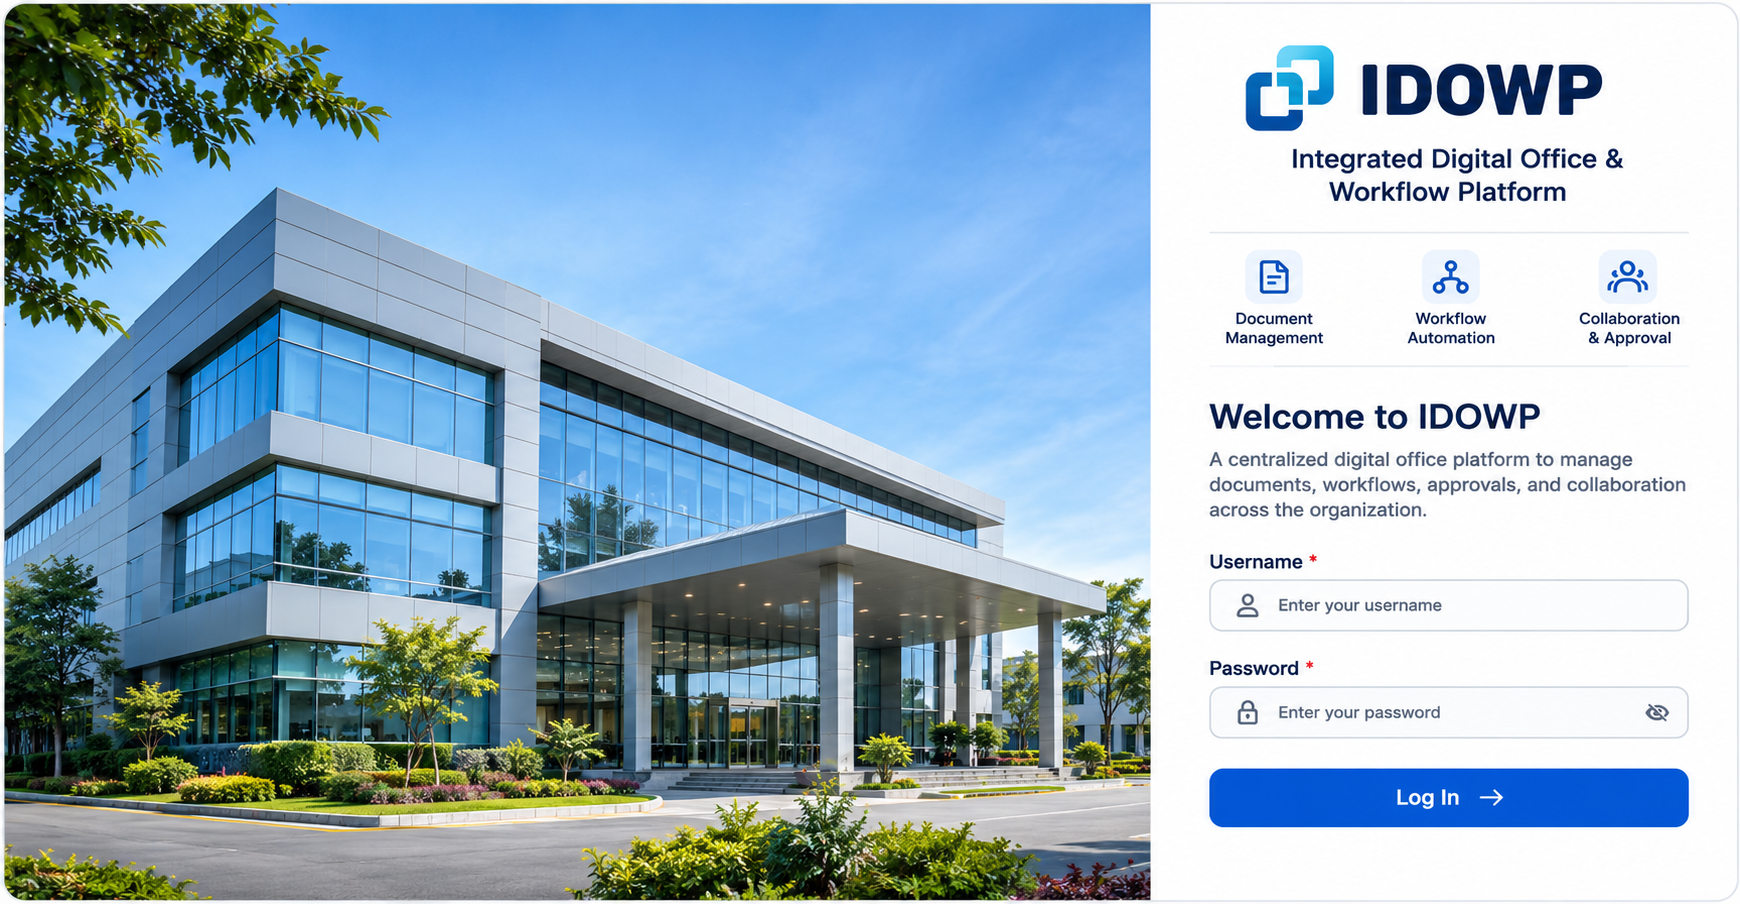 IDOWP
Integrated Digital Office &
Workflow Platform
Document
Management
Workflow
Automation
Collaboration
& Approval
Welcome to IDOWP
A centralized digital office platform to manage
documents, workflows, approvals, and collaboration
across the organization.
Username *
Enter your username
Password *
Enter your password
Log In →